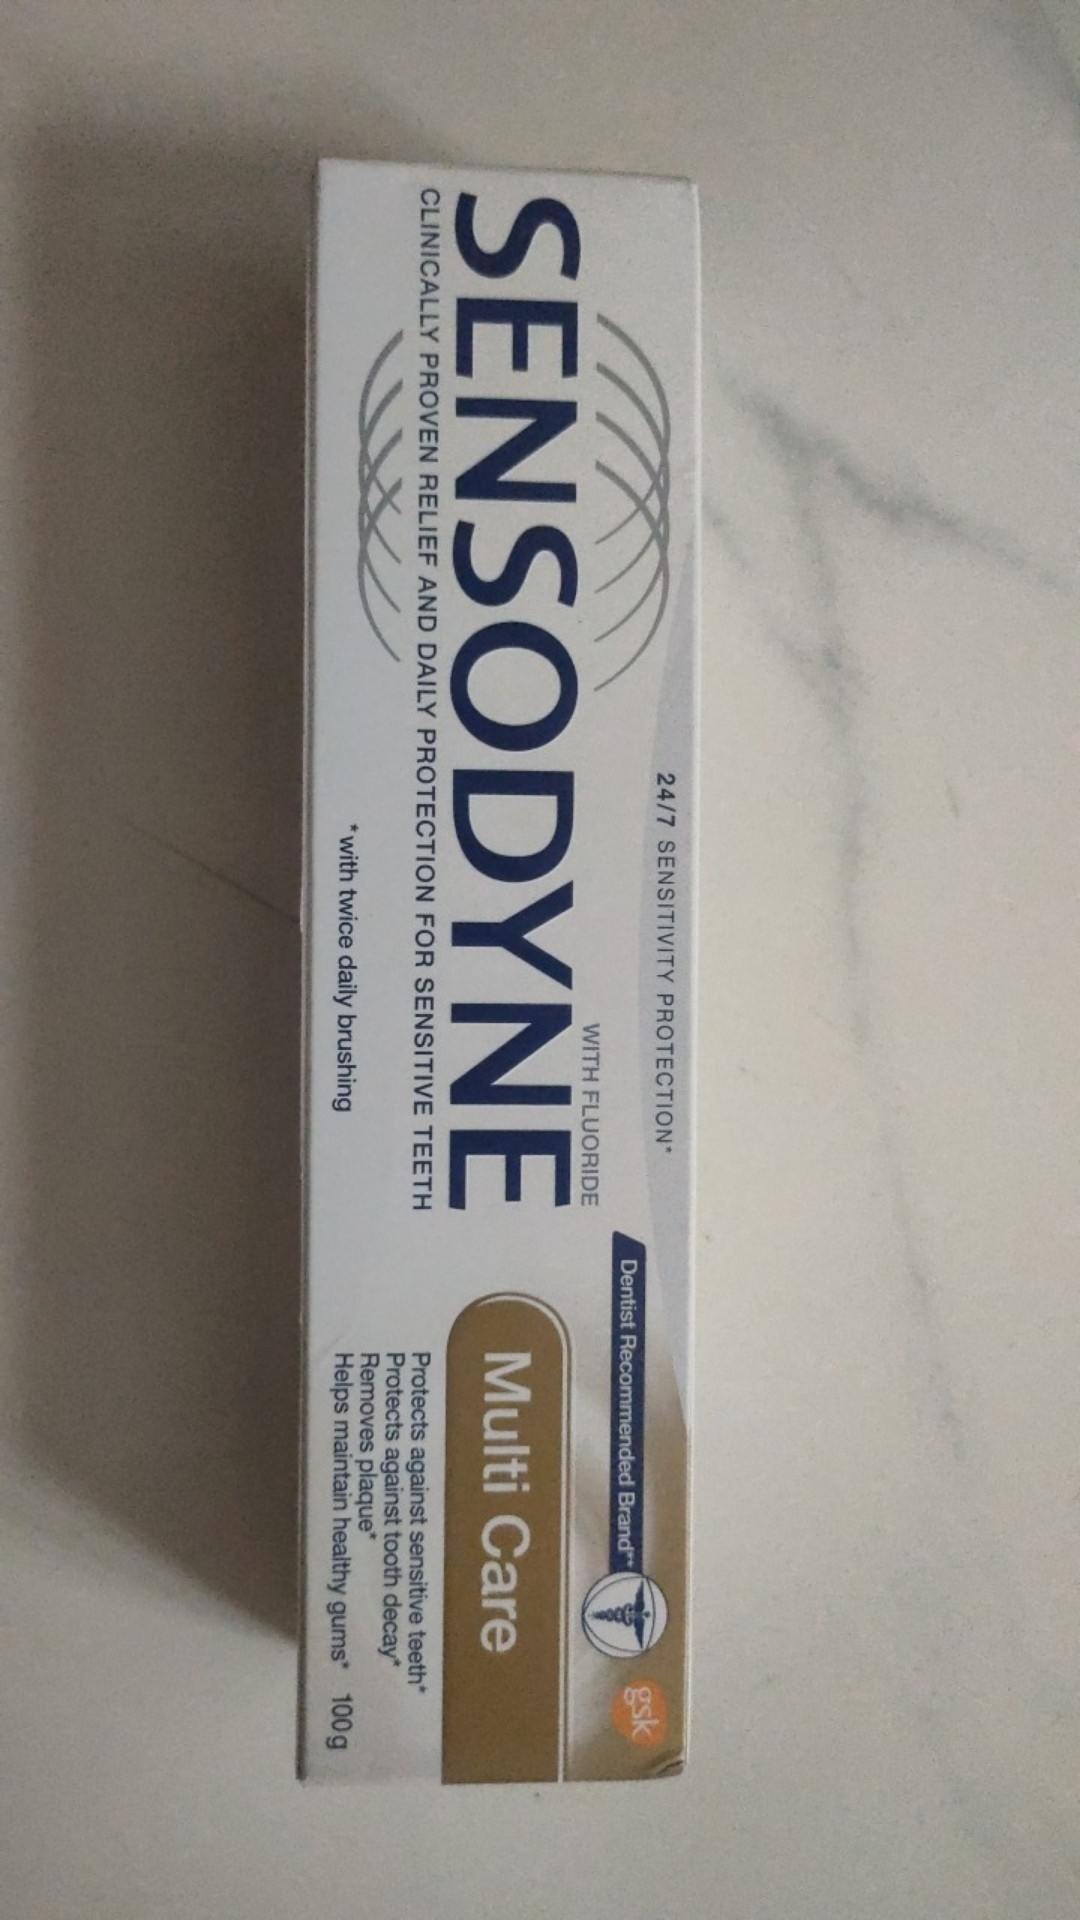 24/7 SENSITIVITY PROTECTION*
WITH FLUORIDE
SENSODYNE
CLINICALLY PROVEN RELIEF AND DAILY PROTECTION FOR SENSITIVE TEETH
*with twice daily brushing
Dentist Recommended Brand**
gsk
Multi Care
Protects against sensitive teeth*
Protects against tooth decay*
Removes plaque*
Helps maintain healthy gums* 100g